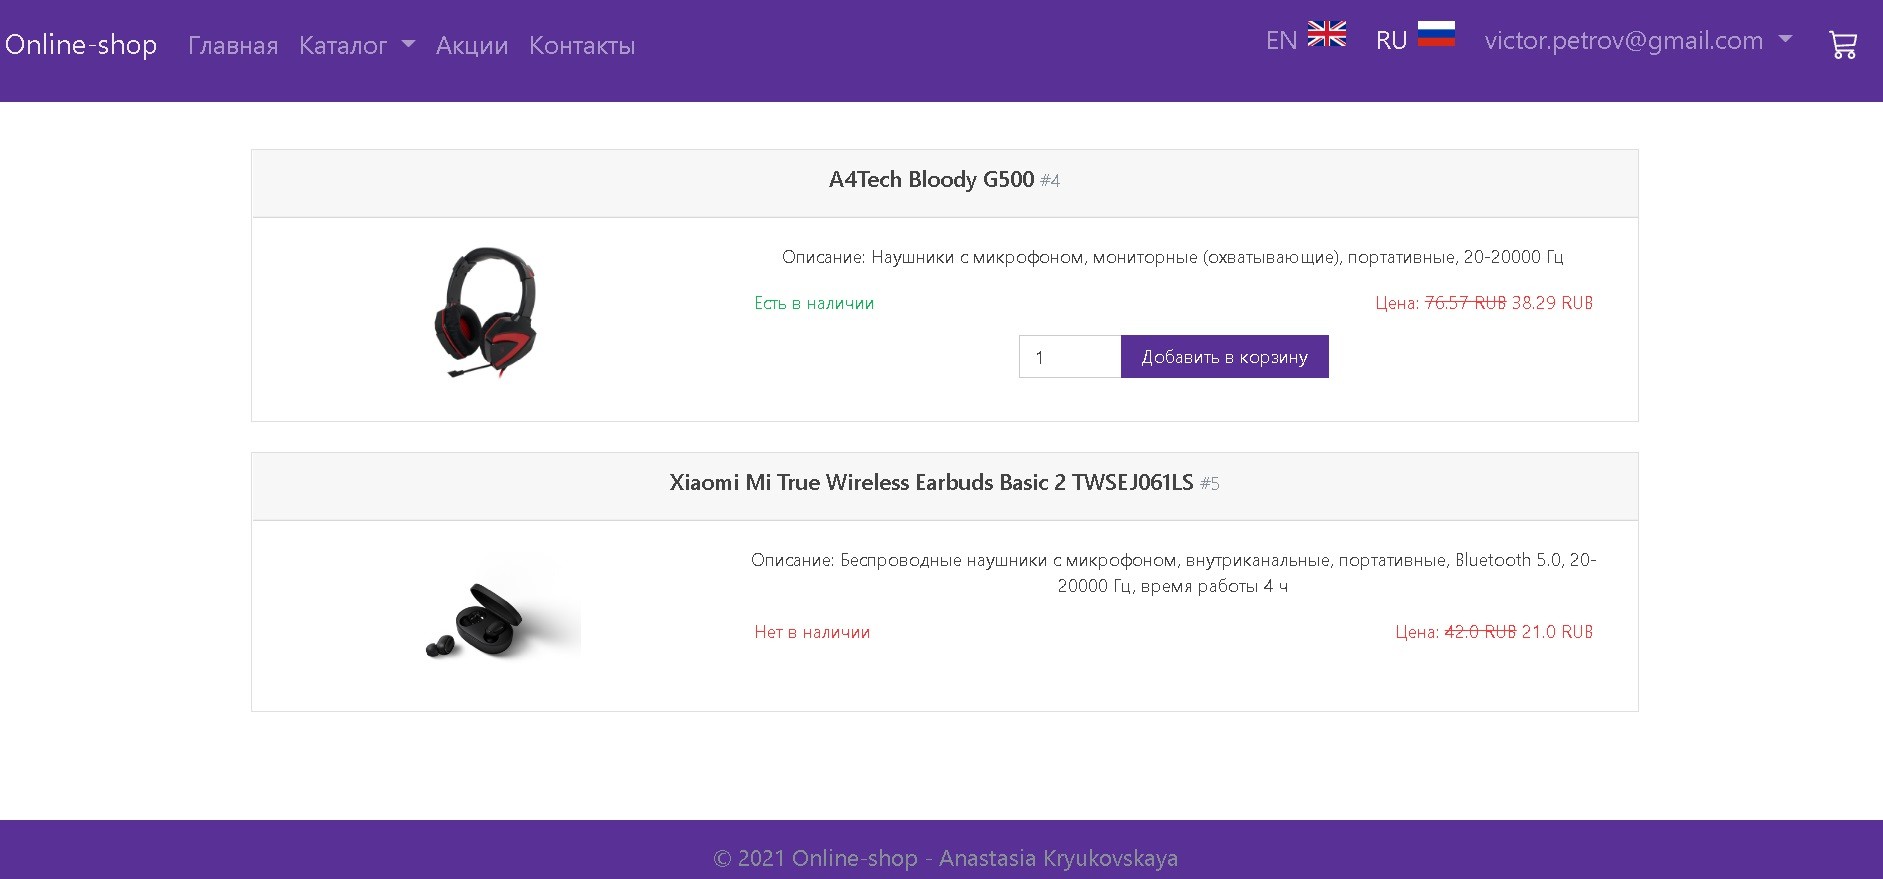 Online-shop Главная Каталог Акции Контакты EN RU victor.petrov@gmail.com
A4Tech Bloody G500 #4
Описание: Наушники с микрофоном, мониторные (охватывающие), портативные, 20-20000 Гц
Есть в наличии Цена: 76.57 RUB 38.29 RUB
1 Добавить в корзину
Xiaomi Mi True Wireless Earbuds Basic 2 TWSEJ061LS #5
Описание: Беспроводные наушники с микрофоном, внутриканальные, портативные, Bluetooth 5.0, 20-
20000 Гц, время работы 4 ч
Нет в наличии Цена: 42.0 RUB 21.0 RUB
© 2021 Online-shop - Anastasia Kryukovskaya